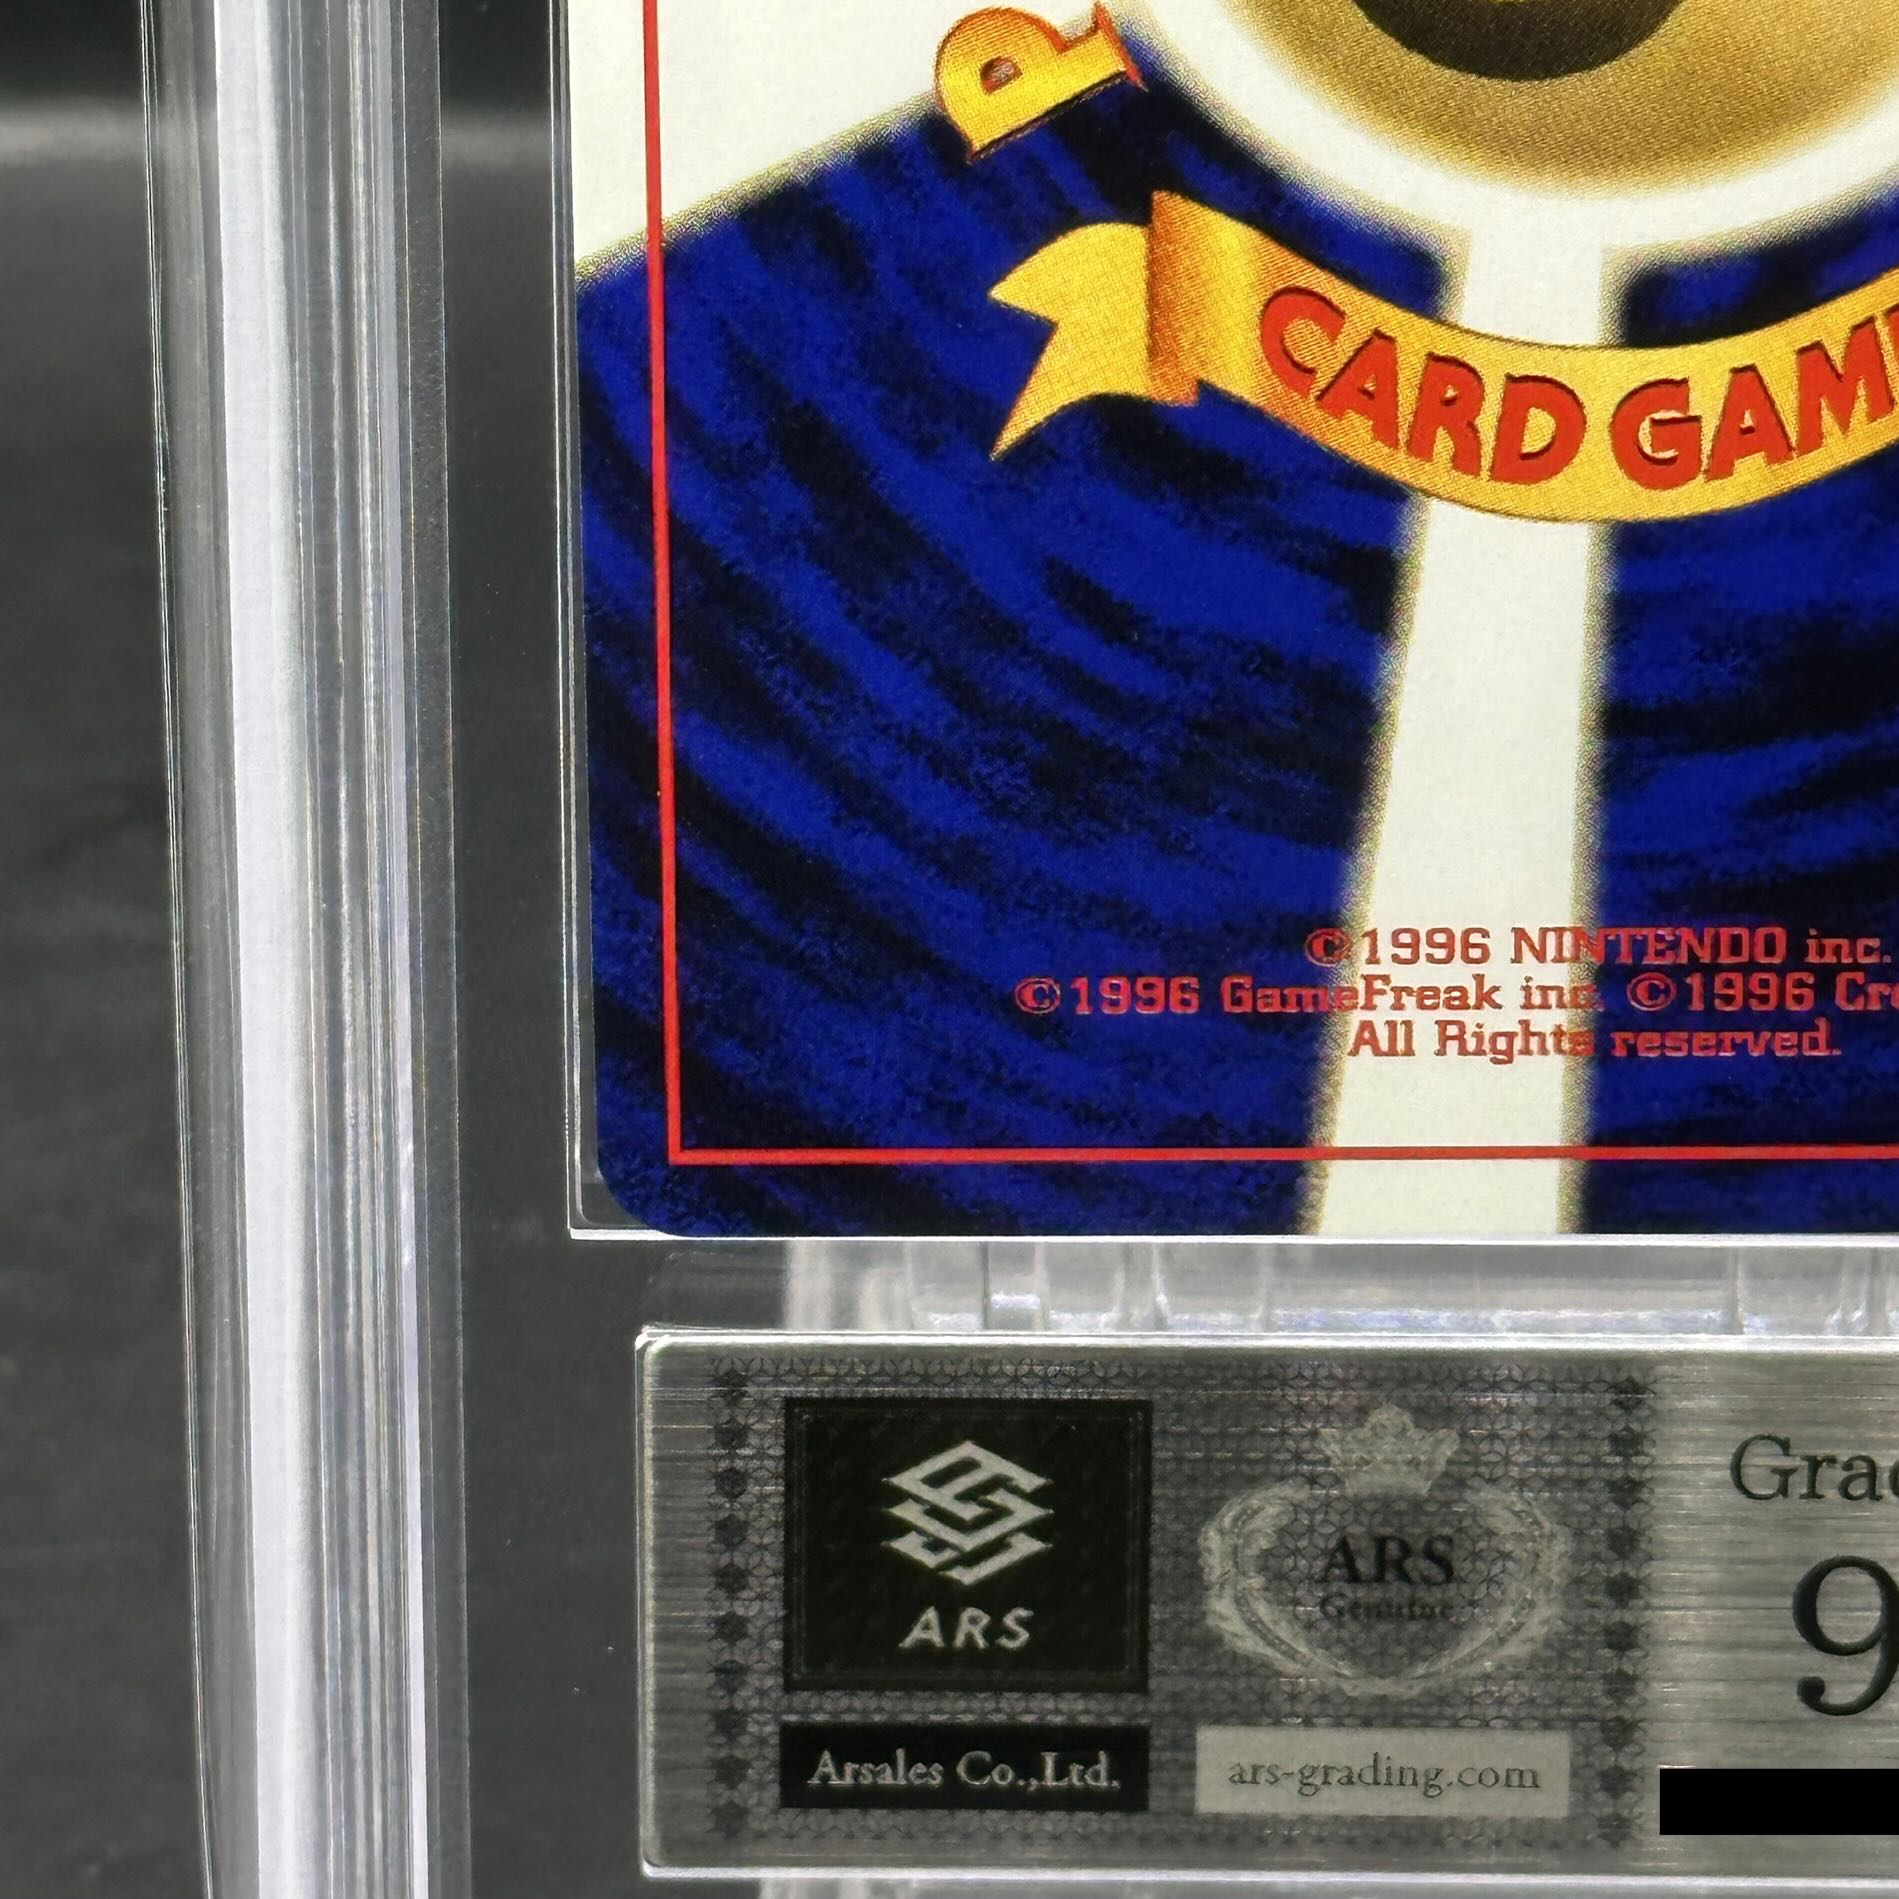 P
CARD GAM
©1996 NINTENDO inc.
©1996 GameFreak inc. ©1996 Cr
All Rights reserved.
ARS
ARS
Genuine
Grad
9
Arsales Co.,Ltd.
ars-grading.com